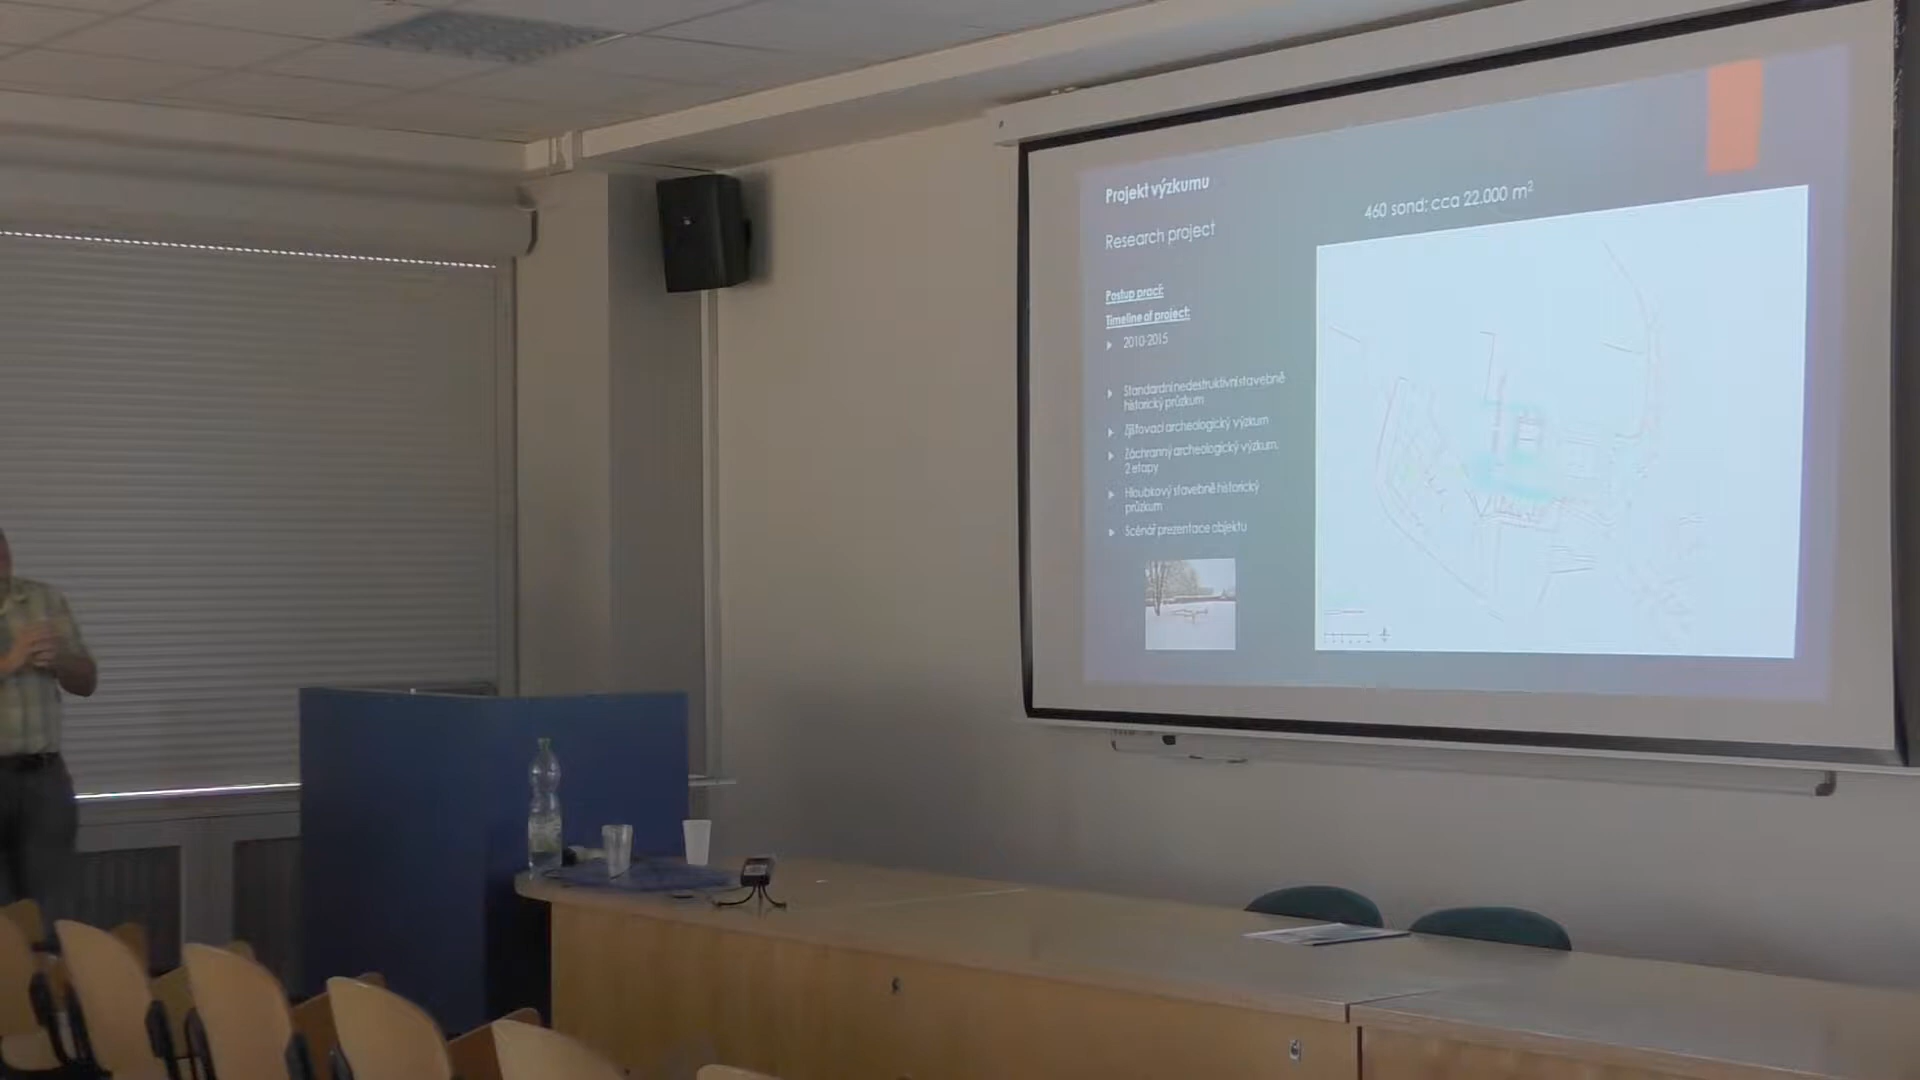 Projekt výzkumu
460 sond: cca 22.000 m²
Research project
Postup prací:
Timeline of project:
2010-2015
Standardní nedestruktivní stavebně
historický průzkum
Zjišťovací archeologický výzkum
Záchranný archeologický výzkum,
2 etapy
Hloubkový stavebně historický
průzkum
Scénář prezentace objektu